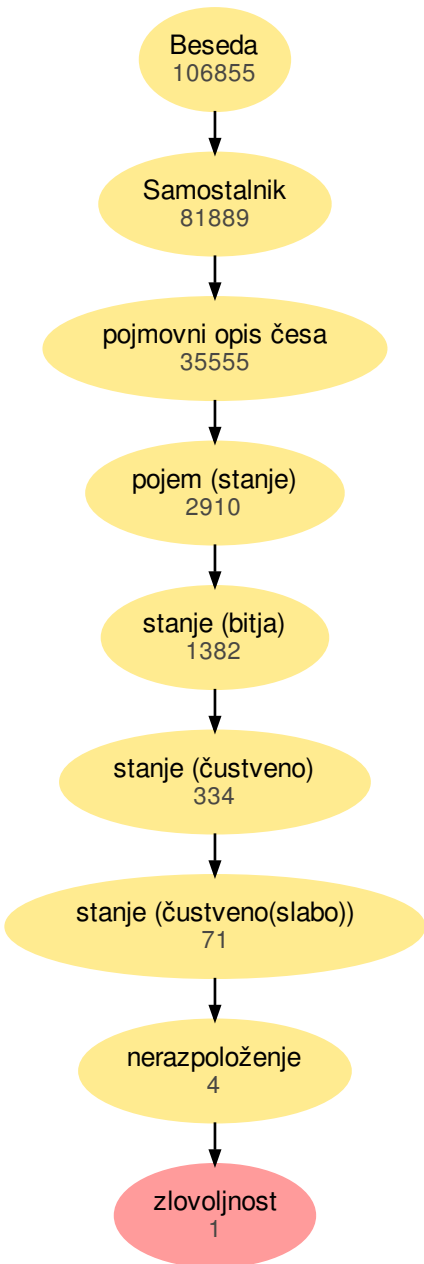 Beseda
106855
Samostalnik
81889
pojmovni opis česa
35555
pojem (stanje)
2910
stanje (bitja)
1382
stanje (čustveno)
334
stanje (čustveno(slabo))
71
nerazpoloženje
4
zlovoljnost
1